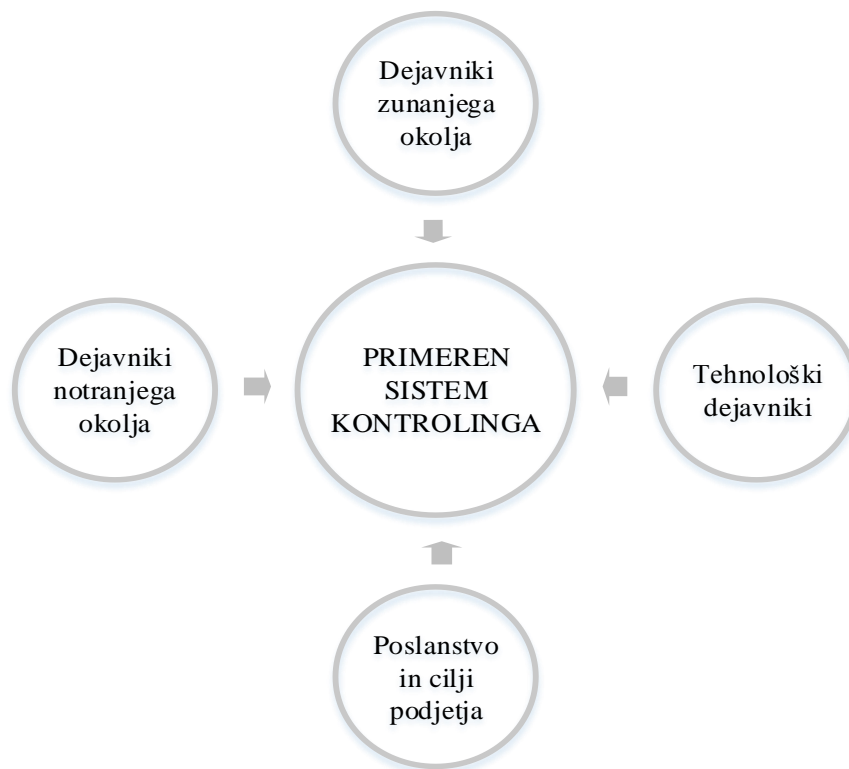 Dejavniki
zunanjega
okolja
Dejavniki
notranjega
okolja
PRIMEREN
SISTEM
KONTROLINGA
Tehnološki
dejavniki
Poslanstvo
in cilji
podjetja